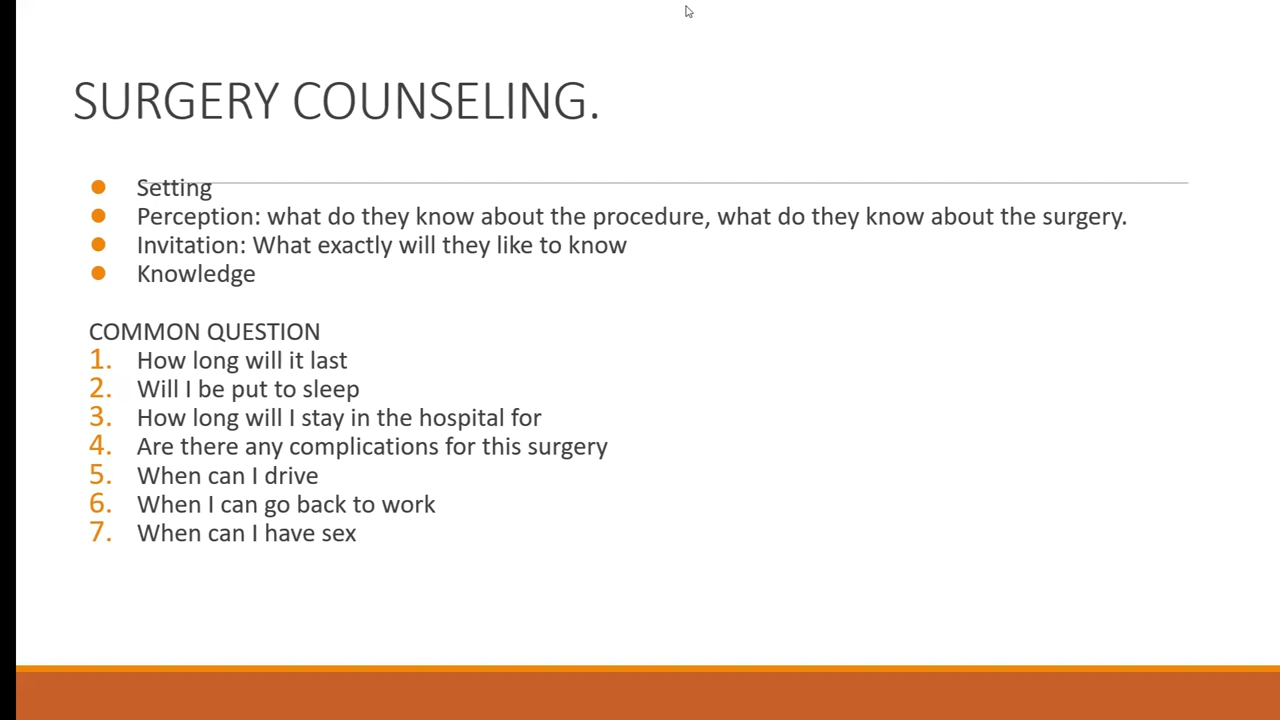 SURGERY COUNSELING.
Setting
Perception: what do they know about the procedure, what do they know about the surgery.
Invitation: What exactly will they like to know
Knowledge
COMMON QUESTION
1. How long will it last
2. Will I be put to sleep
3. How long will I stay in the hospital for
4. Are there any complications for this surgery
5. When can I drive
6. When I can go back to work
7. When can I have sex